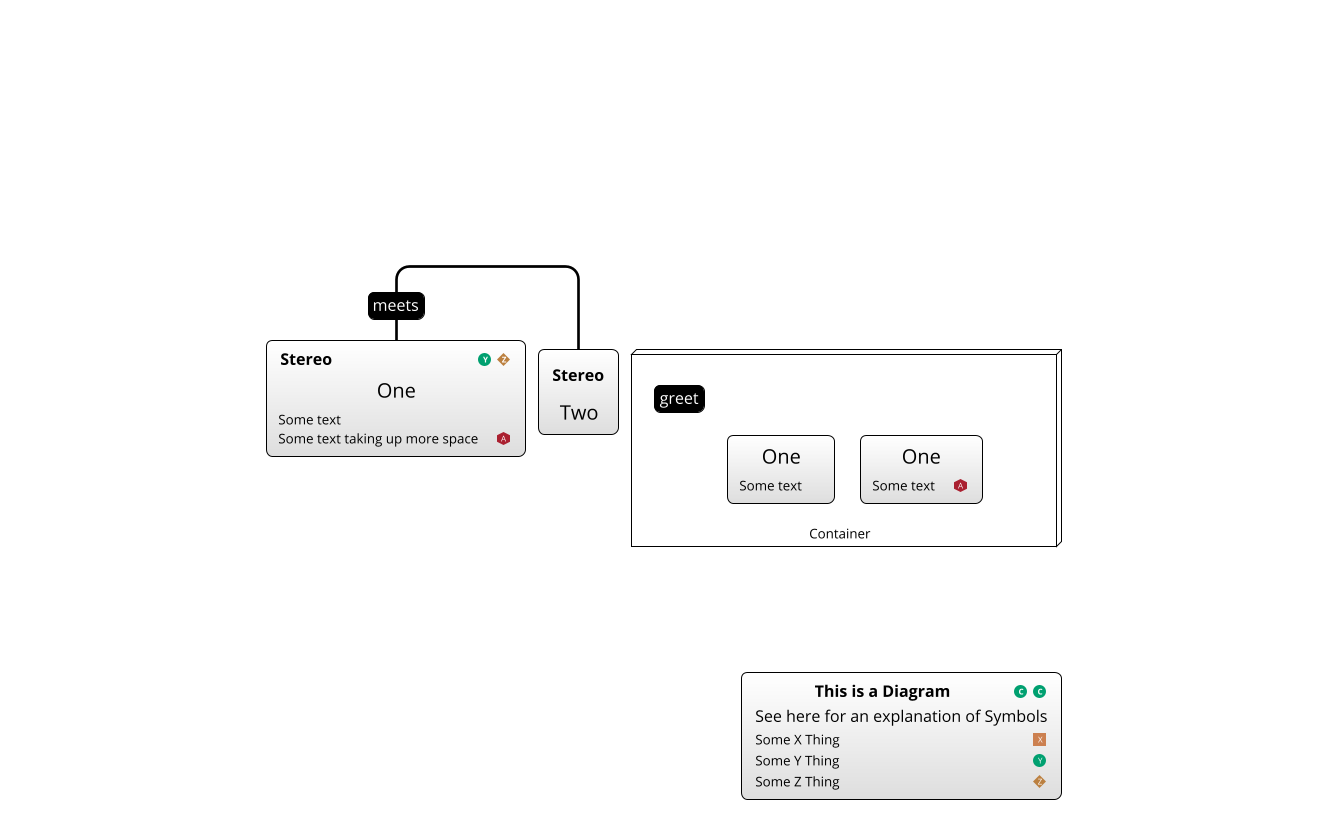 meets
Stereo Y Z
One
Some text
Some text taking up more space A
Stereo
Two
greet
One
Some text
One
Some text A
Container
This is a Diagram C C
See here for an explanation of Symbols
Some X Thing X
Some Y Thing Y
Some Z Thing Z